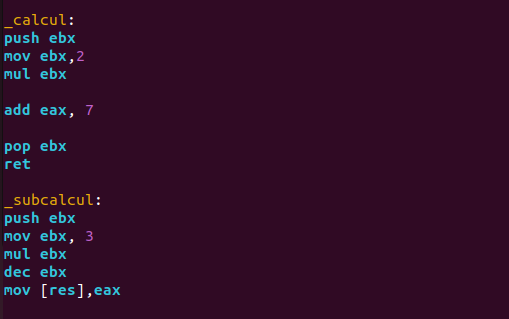 _calcul:
push ebx
mov ebx,2
mul ebx
add eax, 7
pop ebx
ret
_subcalcul:
push ebx
mov ebx, 3
mul ebx
dec ebx
mov [res],eax